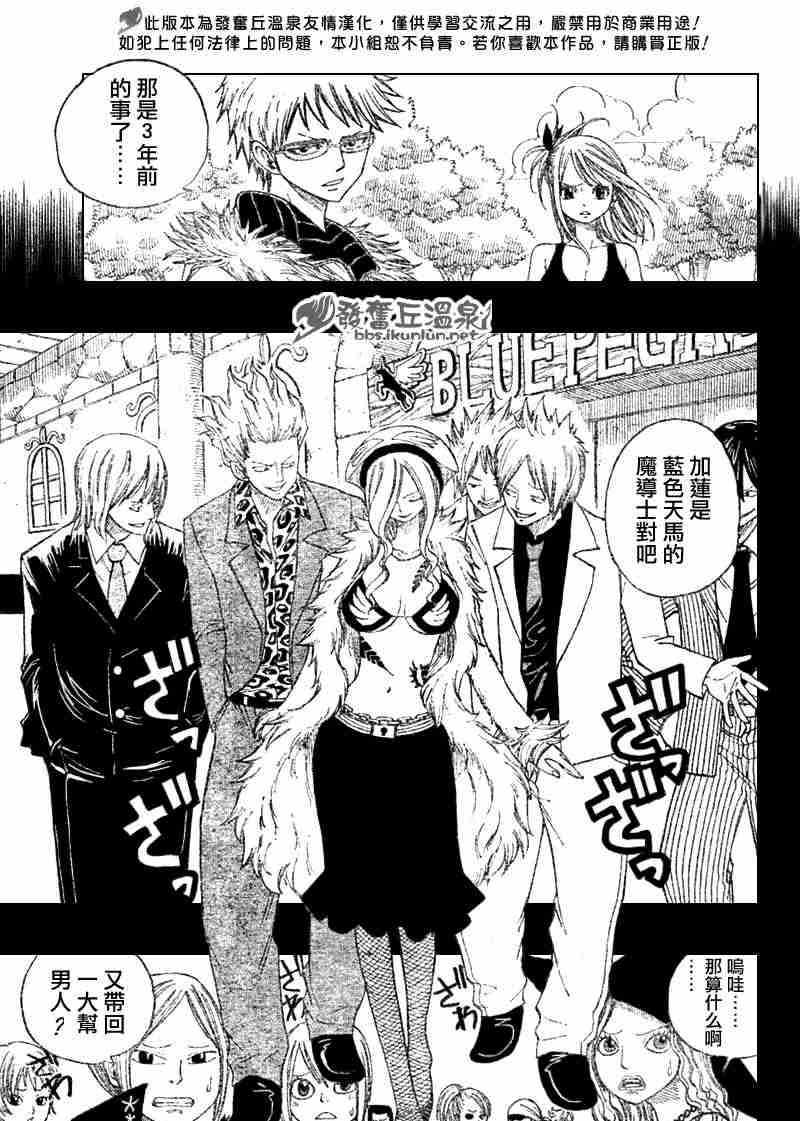 此版本為發奮丘溫泉友情漢化，僅供學習交流之用，嚴禁用於商業用途！
如犯上任何法律上的問題，本小組恕不負責。若你喜歡本作品，請購買正版！
那是3年前
的事了……
發奮丘溫泉
bbs.ikunlun.net
BLUE PEGAS
加蓮是
藍色天馬的
魔導士對吧
ざっ
ざっ
ざっ
ざっ
嗚哇……
那算什么啊
ざわ
ざわ
又帶回
一大幫
男人？